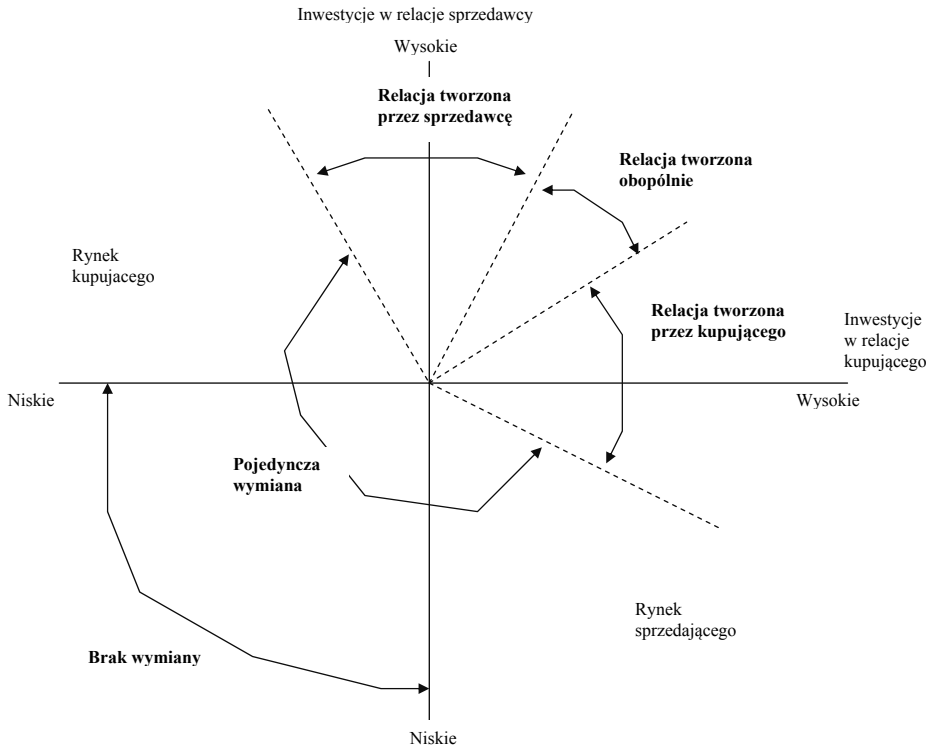 Inwestycje w relacje sprzedawcy
Wysokie
Relacja tworzona
przez sprzedawcę
Relacja tworzona
obopólnie
Rynek
kupujacego
Relacja tworzona
przez kupującego
Inwestycje
w relacje
kupującego
Niskie
Wysokie
Pojedyncza
wymiana
Rynek
sprzedającego
Brak wymiany
Niskie